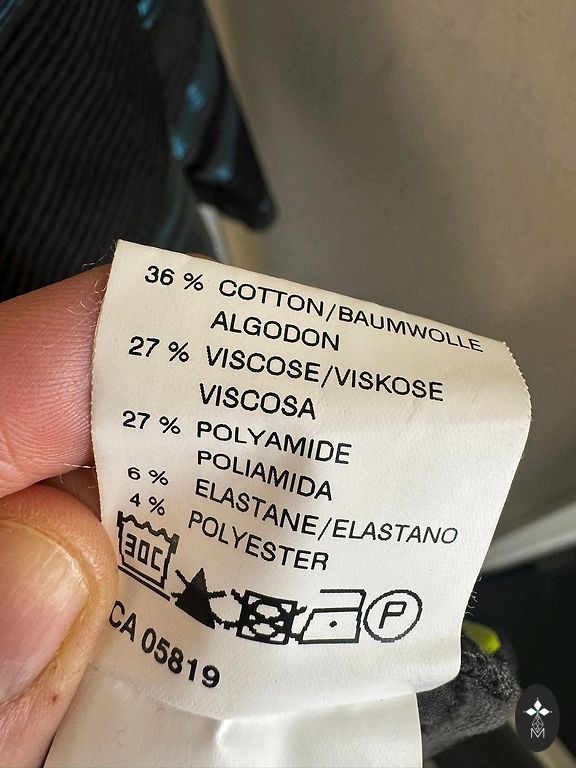 36 % COTTON/BAUMWOLLE
ALGODON
27 % VISCOSE/VISKOSE
VISCOSA
27 % POLYAMIDE
POLIAMIDA
6 % ELASTANE/ELASTANO
4 % POLYESTER
30C
P
CA 05819
M